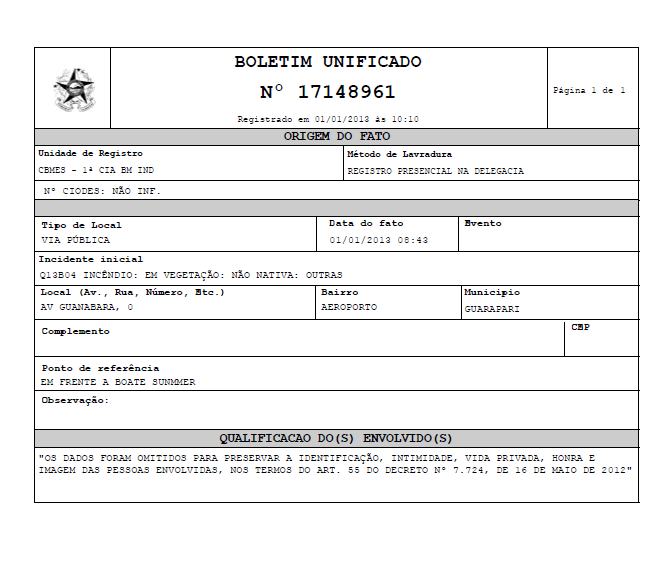 BOLETIM UNIFICADO
Nº 17148961
Registrado em 01/01/2013 às 10:10
Página 1 de 1
ORIGEM DO FATO
Unidade de Registro
CBMES - 1ª CIA BM IND
Método de Lavradura
REGISTRO PRESENCIAL NA DELEGACIA
Nº CIODES: NÃO INF.
Tipo de Local
VIA PÚBLICA
Data do fato
01/01/2013 08:43
Evento
Incidente inicial
Q13B04 INCÊNDIO: EM VEGETAÇÃO: NÃO NATIVA: OUTRAS
Local (Av., Rua, Número, Etc.)
AV GUANABARA, 0
Bairro
AEROPORTO
Município
GUARAPARI
Complemento
CEP
Ponto de referência
EM FRENTE A BOATE SUNMMER
Observação:
QUALIFICACAO DO(S) ENVOLVIDO(S)
"OS DADOS FORAM OMITIDOS PARA PRESERVAR A IDENTIFICAÇÃO, INTIMIDADE, VIDA PRIVADA, HONRA E
IMAGEM DAS PESSOAS ENVOLVIDAS, NOS TERMOS DO ART. 55 DO DECRETO Nº 7.724, DE 16 DE MAIO DE 2012"